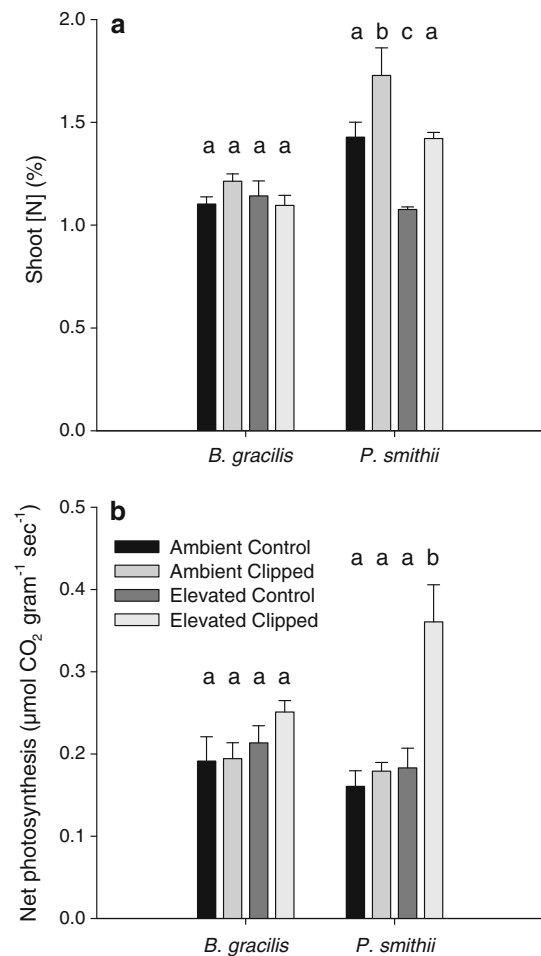 a
2.0
1.5
1.0
0.5
0.0
Shoot [N] (%)
a a a a
a b c a
B. gracilis P. smithii
b
0.5
0.4
0.3
0.2
0.1
0.0
Net photosynthesis (µmol CO₂ gram⁻¹ sec⁻¹)
Ambient Control
Ambient Clipped
Elevated Control
Elevated Clipped
a a a a
a a a b
B. gracilis P. smithii